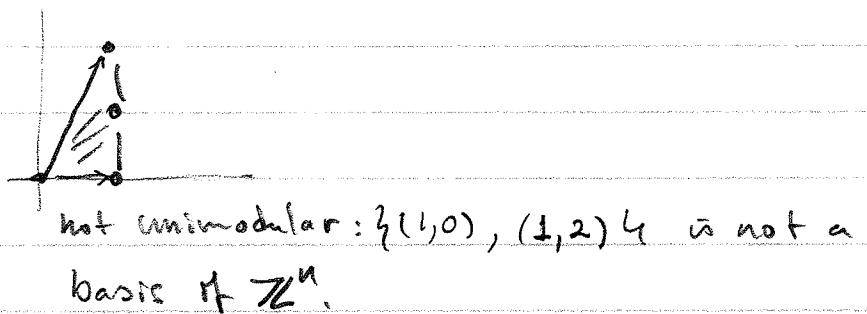 not unimodular: {(1,0), (1,2)} is not a
basis of ℤⁿ.